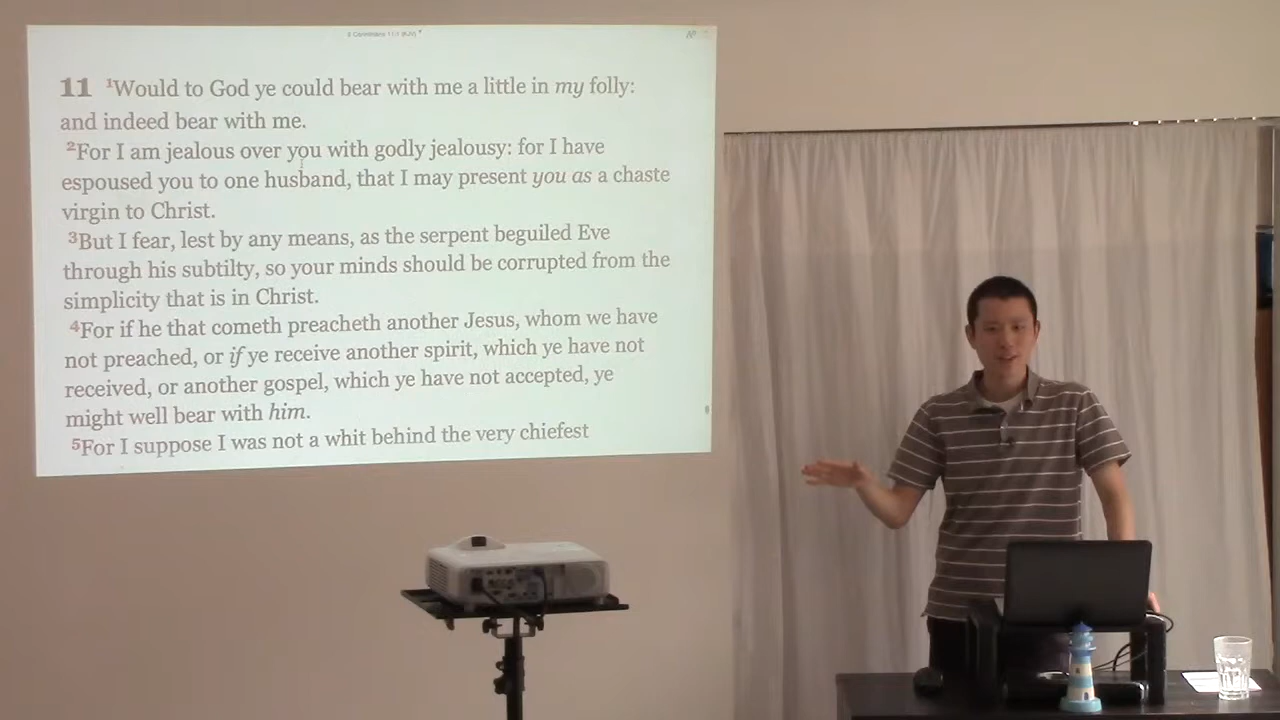 2 Corinthians 11:1 (KJV)
11 1Would to God ye could bear with me a little in my folly:
and indeed bear with me.
2For I am jealous over you with godly jealousy: for I have
espoused you to one husband, that I may present you as a chaste
virgin to Christ.
3But I fear, lest by any means, as the serpent beguiled Eve
through his subtilty, so your minds should be corrupted from the
simplicity that is in Christ.
4For if he that cometh preacheth another Jesus, whom we have
not preached, or if ye receive another spirit, which ye have not
received, or another gospel, which ye have not accepted, ye
might well bear with him.
5For I suppose I was not a whit behind the very chiefest